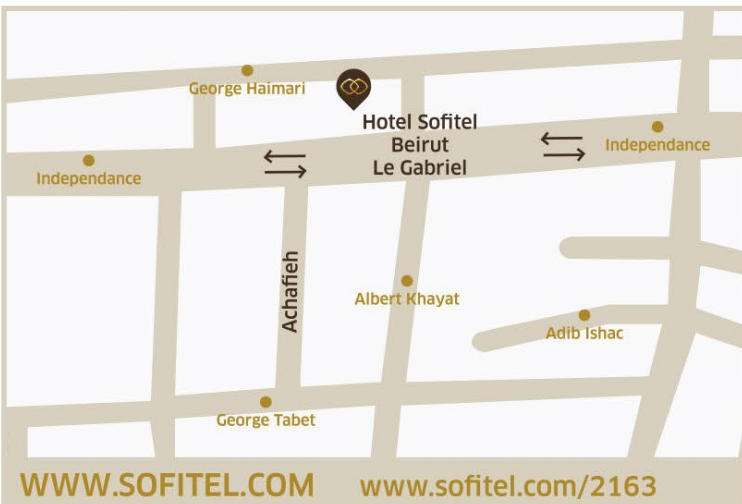 George Haimari
Hotel Sofitel
Beirut
Le Gabriel
Independance
Independance
Achafieh
Albert Khayat
Adib Ishac
George Tabet
WWW.SOFITEL.COM
www.sofitel.com/2163